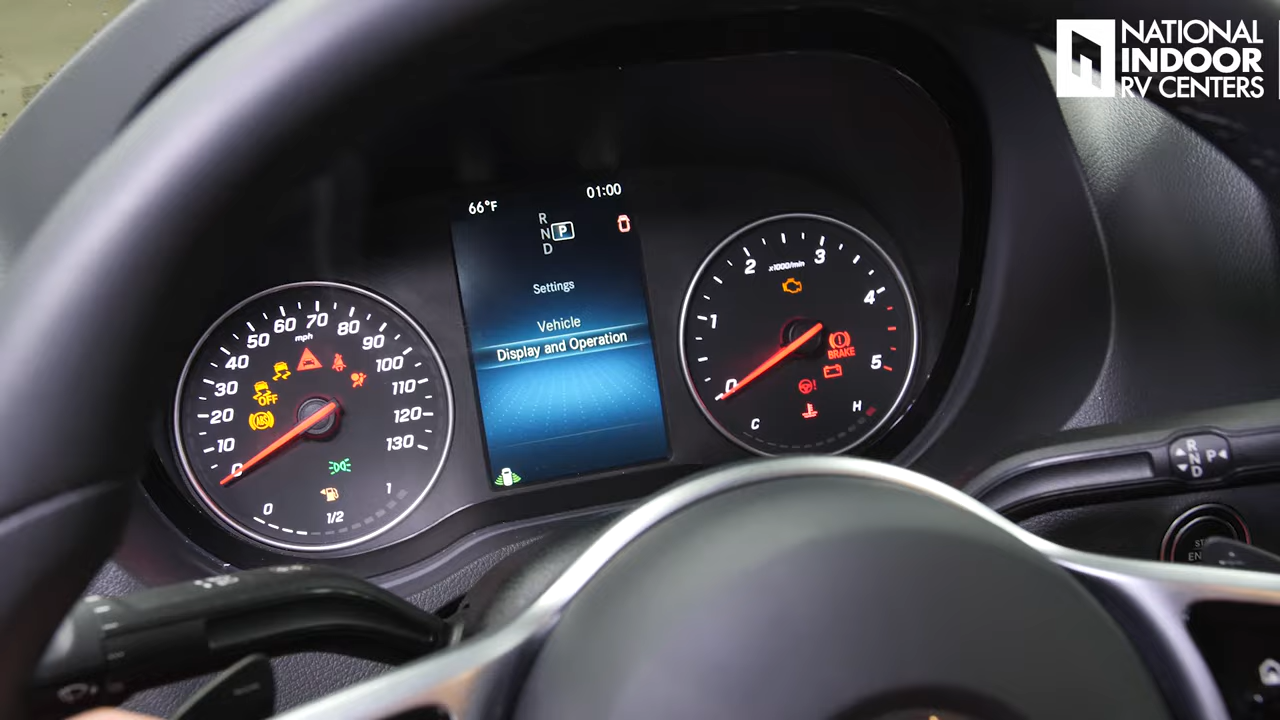 NATIONAL
INDOOR
RV CENTERS
66°F
01:00
R
N P
D
Settings
Vehicle
Display and Operation
mph
0
10
20
30
40
50
60
70
80
90
100
110
120
130
OFF
ABS
0
1/2
1
x1000/min
0
1
2
3
4
5
BRAKE
C
H
R
N P
D